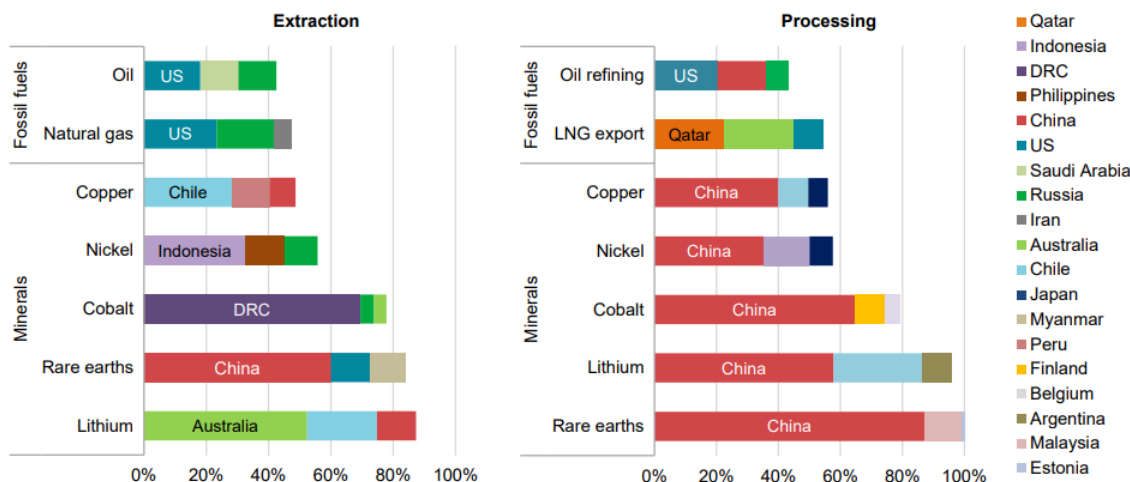 Extraction
Fossil fuels
Oil
US
Natural gas
US
Minerals
Copper
Chile
Nickel
Indonesia
Cobalt
DRC
Rare earths
China
Lithium
Australia
0% 20% 40% 60% 80% 100%
Processing
Fossil fuels
Oil refining
US
LNG export
Qatar
Minerals
Copper
China
Nickel
China
Cobalt
China
Lithium
China
Rare earths
China
0% 20% 40% 60% 80% 100%
Qatar
Indonesia
DRC
Philippines
China
US
Saudi Arabia
Russia
Iran
Australia
Chile
Japan
Myanmar
Peru
Finland
Belgium
Argentina
Malaysia
Estonia